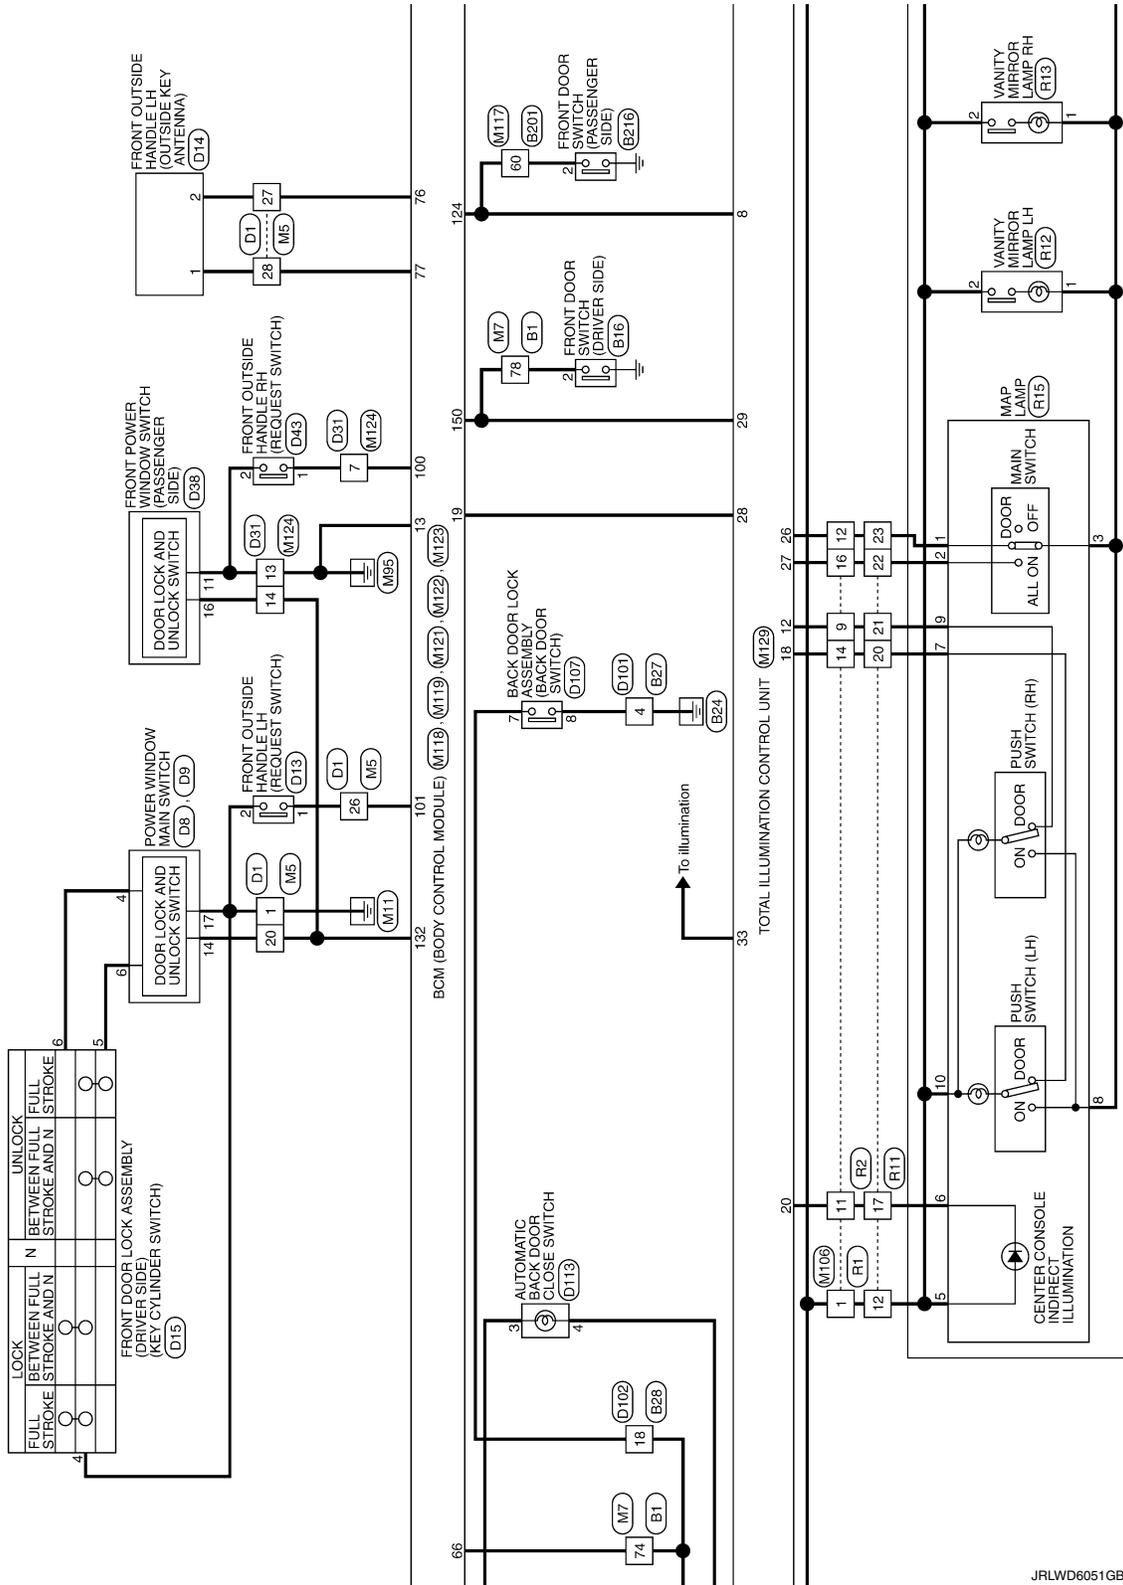 LOCK
N
UNLOCK
FULL
STROKE
BETWEEN FULL
STROKE AND N
BETWEEN FULL
STROKE AND N
FULL
STROKE
4
6
5
FRONT DOOR LOCK ASSEMBLY
(DRIVER SIDE)
(KEY CYLINDER SWITCH)
D15
POWER WINDOW
MAIN SWITCH
D8 , D9
6
4
DOOR LOCK AND
UNLOCK SWITCH
14
17
20
1
D1
M5
M11
132
FRONT OUTSIDE
HANDLE LH
(REQUEST SWITCH)
D13
2
1
26
D1
M5
101
FRONT POWER
WINDOW SWITCH
(PASSENGER
SIDE)
D38
DOOR LOCK AND
UNLOCK SWITCH
16
11
14
13
D31
M124
M95
13
FRONT OUTSIDE
HANDLE RH
(REQUEST SWITCH)
D43
2
1
7
D31
M124
100
FRONT OUTSIDE
HANDLE LH
(OUTSIDE KEY
ANTENNA)
D14
1
2
28
27
D1
M5
77
76
BCM (BODY CONTROL MODULE) M118 , M119 , M121 , M122 , M123
66
19
150
124
74
M7
B1
18
D102
B28
AUTOMATIC
BACK DOOR
CLOSE SWITCH
D113
3
4
To illumination
33
BACK DOOR LOCK
ASSEMBLY
(BACK DOOR
SWITCH)
D107
7
8
4
D101
B27
B24
28
FRONT DOOR
SWITCH
(DRIVER SIDE)
B16
2
78
M7
B1
29
FRONT DOOR
SWITCH
(PASSENGER
SIDE)
B216
2
60
M117
B201
8
TOTAL ILLUMINATION CONTROL UNIT M129
20
18
12
27
26
1
11
14
9
16
12
M106
R1
R2
R11
12
17
20
21
22
23
5
6
10
7
9
2
1
8
3
CENTER CONSOLE
INDIRECT
ILLUMINATION
ON
DOOR
PUSH
SWITCH (LH)
ON
DOOR
PUSH
SWITCH (RH)
ALL ON
DOOR
OFF
MAIN
SWITCH
MAP
LAMP
R15
VANITY
MIRROR
LAMP LH
R12
2
1
VANITY
MIRROR
LAMP RH
R13
2
1
JRLWD6051GB